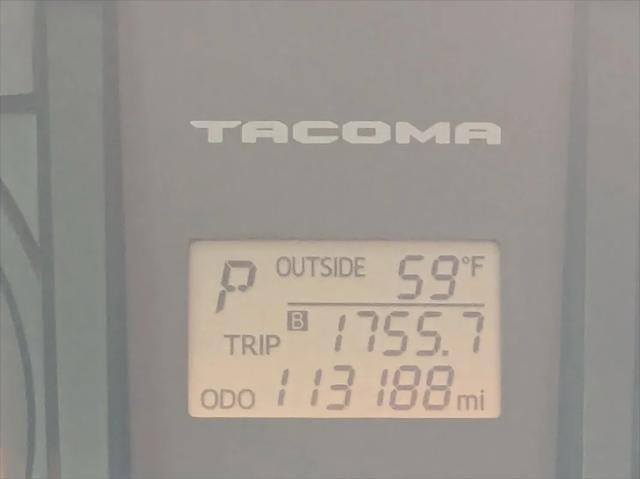 TACOMA
P OUTSIDE 59°F
TRIP B 1755.7
ODO 113188 mi